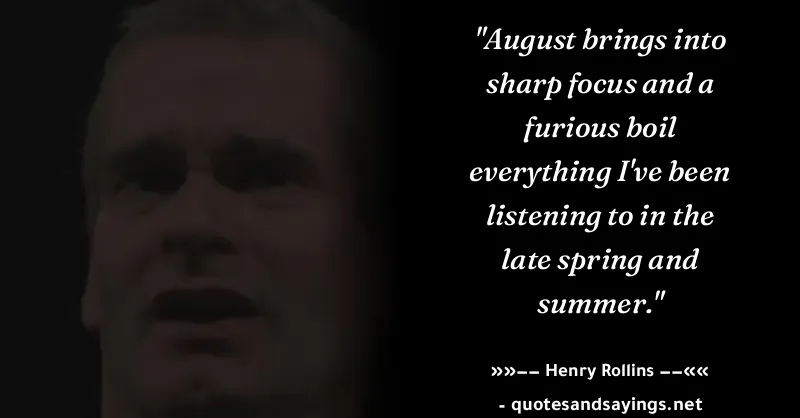 "August brings into
sharp focus and a
furious boil
everything I've been
listening to in the
late spring and
summer."
»»–– Henry Rollins ––««
- quotesandsayings.net